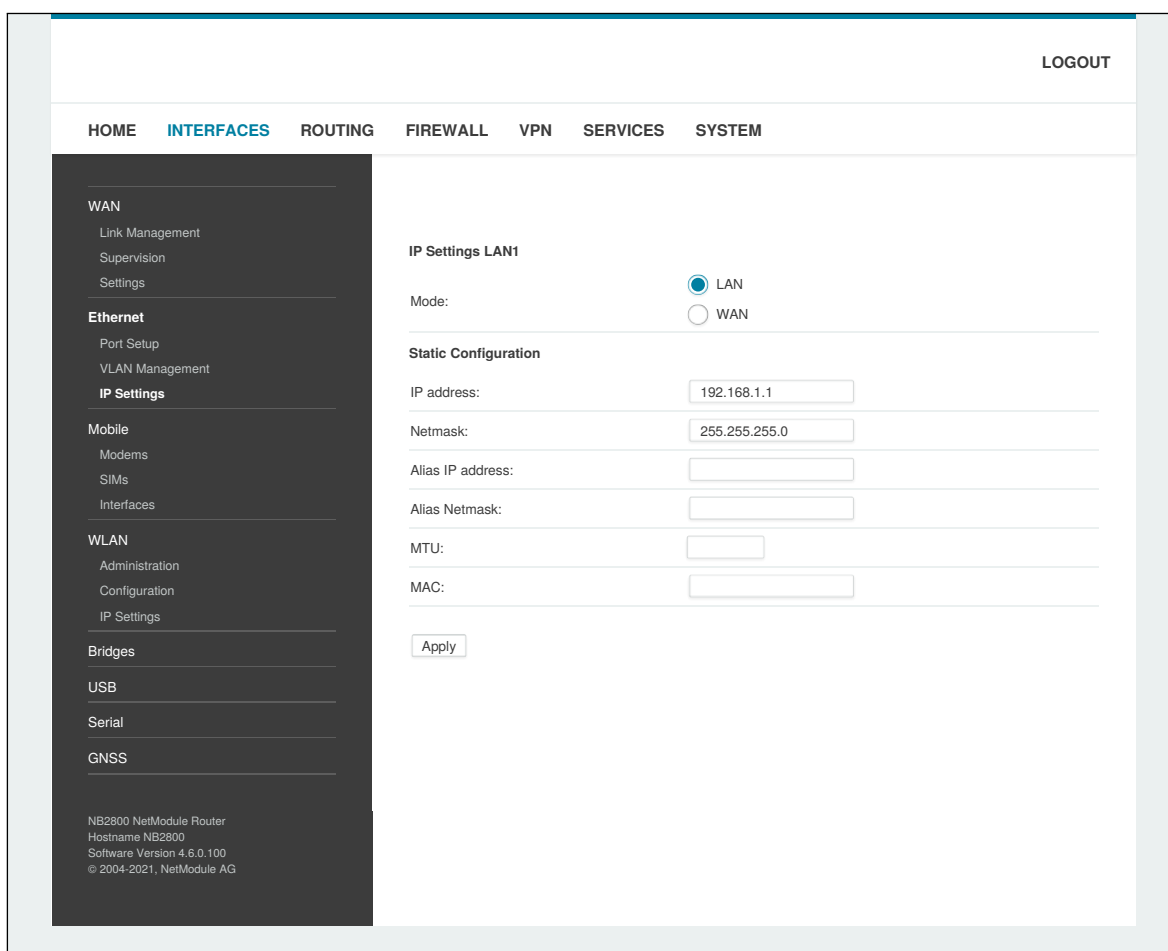 LOGOUT
HOME INTERFACES ROUTING FIREWALL VPN SERVICES SYSTEM
WAN
Link Management
Supervision
Settings
Ethernet
Port Setup
VLAN Management
IP Settings
Mobile
Modems
SIMs
Interfaces
WLAN
Administration
Configuration
IP Settings
Bridges
USB
Serial
GNSS
NB2800 NetModule Router
Hostname NB2800
Software Version 4.6.0.100
© 2004-2021, NetModule AG
IP Settings LAN1
Mode:
LAN
WAN
Static Configuration
IP address: 192.168.1.1
Netmask: 255.255.255.0
Alias IP address:
Alias Netmask:
MTU:
MAC:
Apply